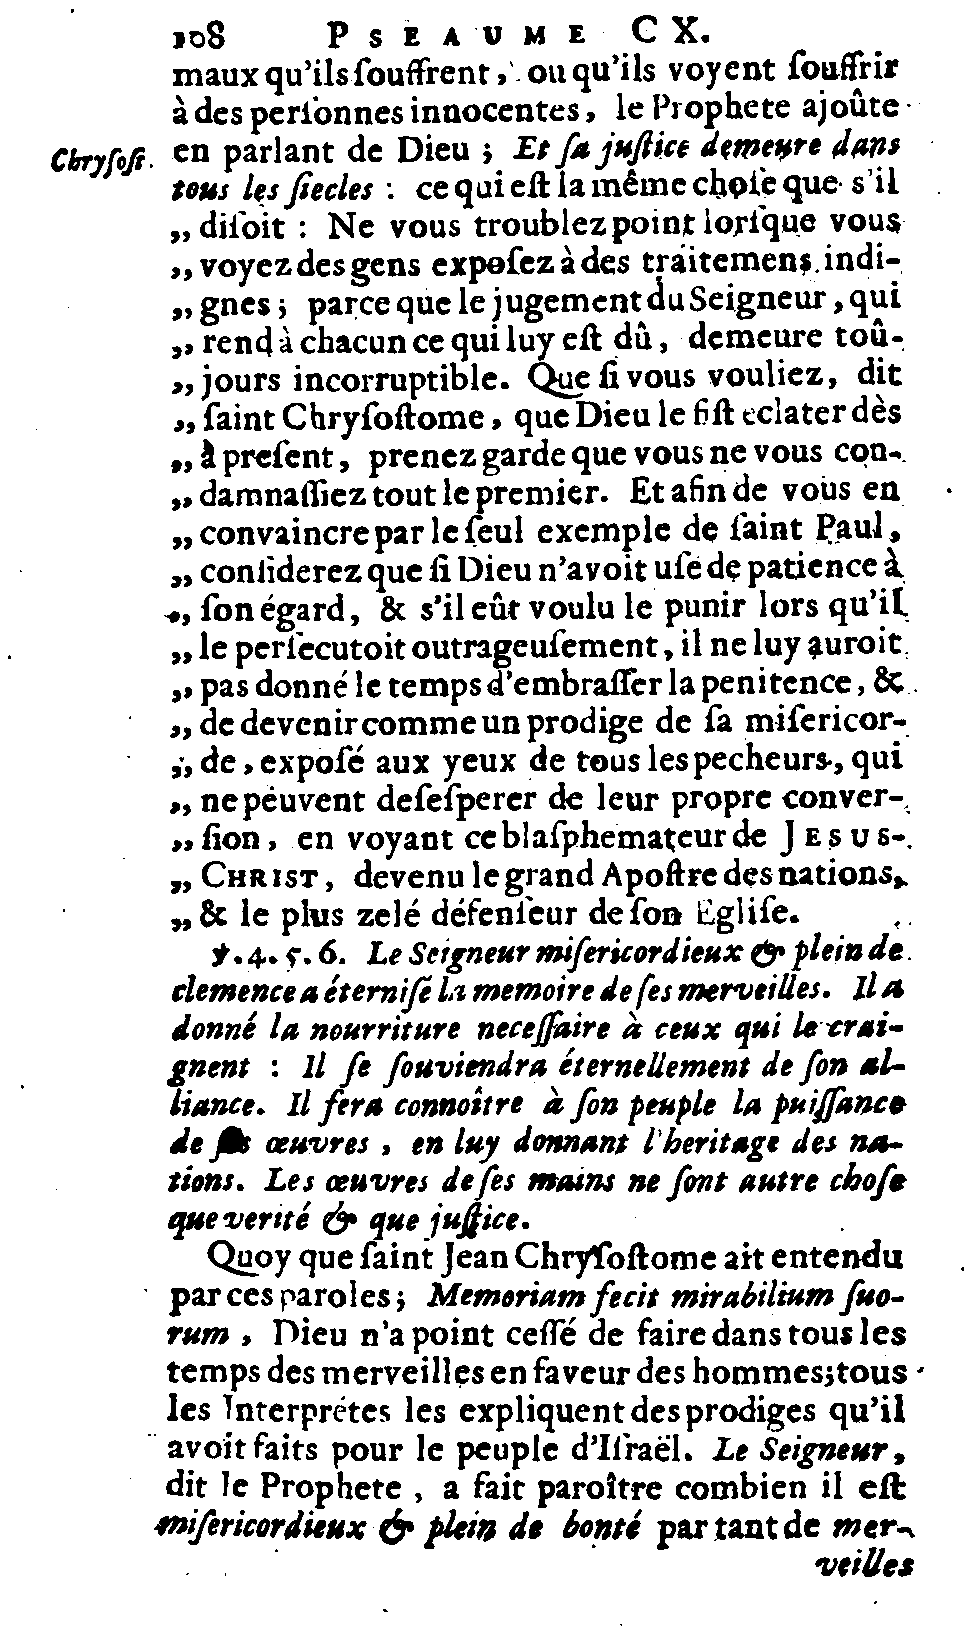 108 PSEAUME CX.
maux qu'ils ſouffrent, ou qu'ils voyent ſouffrir
à des perſonnes innocentes, le Prophete ajoûte
Chryſoſt. en parlant de Dieu ; Et ſa juſtice demeure dans
tous les ſiecles : ce qui eſt la même choſe que s'il
„ diſoit : Ne vous troublez point lorſque vous
„ voyez des gens expoſez à des traitemens indi-
„ gnes ; parce que le jugement du Seigneur, qui
„ rend à chacun ce qui luy eſt dû, demeure toû-
„ jours incorruptible. Que ſi vous vouliez, dit
„ ſaint Chryſoſtome, que Dieu le fiſt eclater dès
„ à preſent, prenez garde que vous ne vous con-
„ damnaſſiez tout le premier. Et afin de vous en
„ convaincre par le ſeul exemple de ſaint Paul,
„ conſiderez que ſi Dieu n'avoit uſé de patience à
„ ſon égard, & s'il eût voulu le punir lors qu'il
„ le perſecutoit outrageuſement, il ne luy auroit
„ pas donné le temps d'embraſſer la penitence, &
„ de devenir comme un prodige de ſa miſericor-
„ de, expoſé aux yeux de tous les pecheurs, qui
„ ne peuvent deſeſperer de leur propre conver-
„ ſion, en voyant ce blaſphemateur de JESUS-
„ CHRIST, devenu le grand Apoſtre des nations,
„ & le plus zelé défenſeur de ſon Egliſe.
℣. 4. 5. 6. Le Seigneur miſericordieux & plein de
clemence a éterniſé la memoire de ſes merveilles. Il a
donné la nourriture neceſſaire à ceux qui le crai-
gnent : Il ſe ſouviendra éternellement de ſon al-
liance. Il fera connoître à ſon peuple la puiſſance
de ſes œuvres, en luy donnant l'heritage des na-
tions. Les œuvres de ſes mains ne ſont autre choſe
que verité & que juſtice.
Quoy que ſaint Jean Chryſoſtome ait entendu
par ces paroles ; Memoriam fecit mirabilium ſuo-
rum, Dieu n'a point ceſſé de faire dans tous les
temps des merveilles en faveur des hommes; tous
les Interprétes les expliquent des prodiges qu'il
avoit faits pour le peuple d'Iſraël. Le Seigneur,
dit le Prophete, a fait paroître combien il eſt
miſericordieux & plein de bonté par tant de mer-
veilles